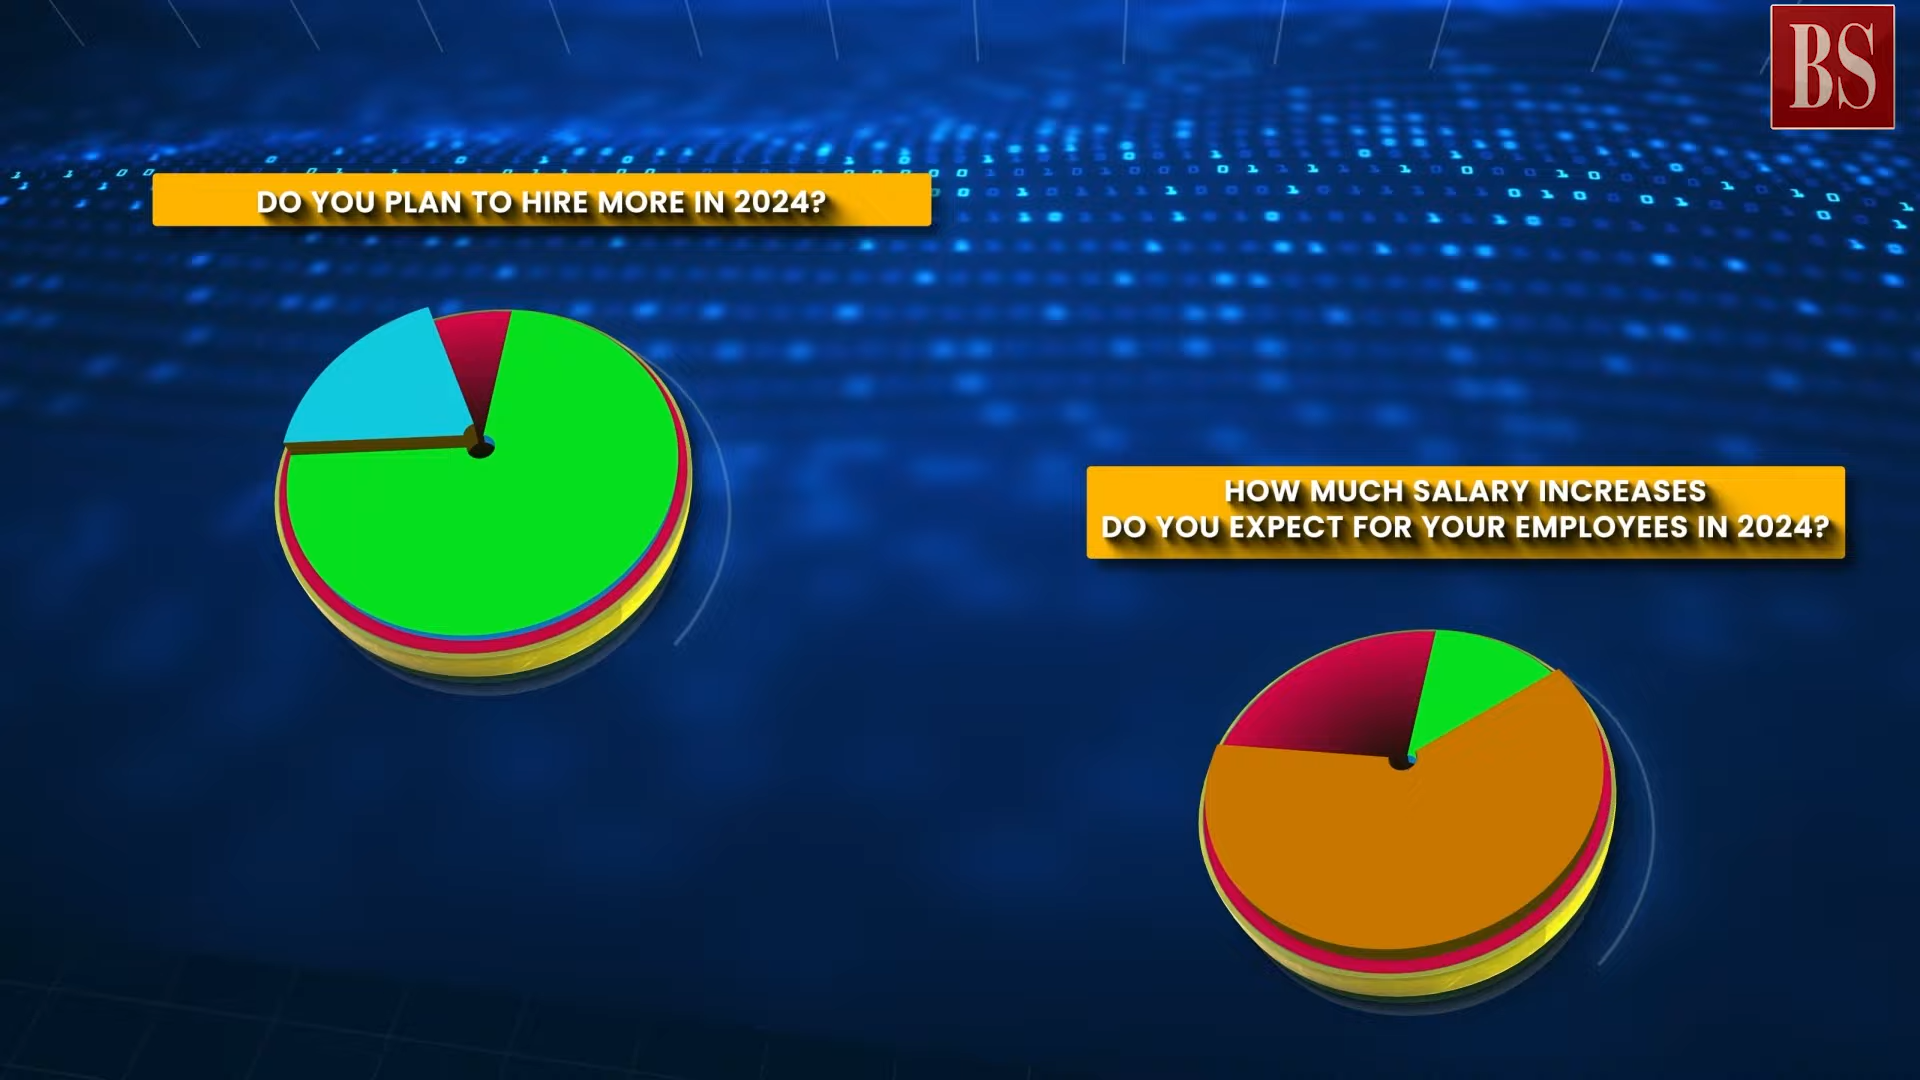 BS
DO YOU PLAN TO HIRE MORE IN 2024?
HOW MUCH SALARY INCREASES
DO YOU EXPECT FOR YOUR EMPLOYEES IN 2024?